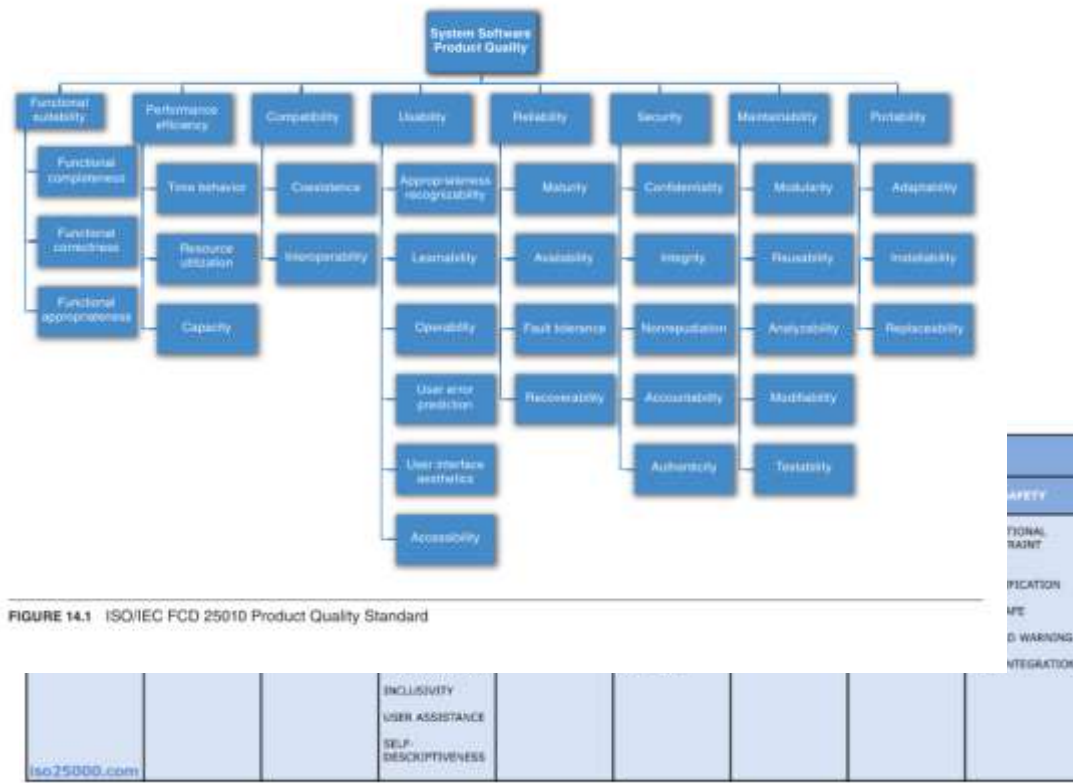 System Software
Product Quality
Functional
suitability
Performance
efficiency
Compatibility
Usability
Reliability
Security
Maintainability
Portability
Functional
completeness
Functional
correctness
Functional
appropriateness
Time behavior
Resource
utilization
Capacity
Coexistence
Interoperability
Appropriateness
recognizability
Learnability
Operability
User error
prediction
User interface
aesthetics
Accessibility
Maturity
Availability
Fault tolerance
Recoverability
Confidentiality
Integrity
Nonrepudiation
Accountability
Authenticity
Modularity
Reusability
Analyzability
Modifiability
Testability
Adaptability
Installability
Replaceability
FIGURE 14.1 ISO/IEC FCD 25010 Product Quality Standard
AFETY
TIONAL
RAINT
IFICATION
AFE
D WARNING
NTEGRATION
INCLUSIVITY
USER ASSISTANCE
SELF-
DESCRIPTIVENESS
iso25000.com